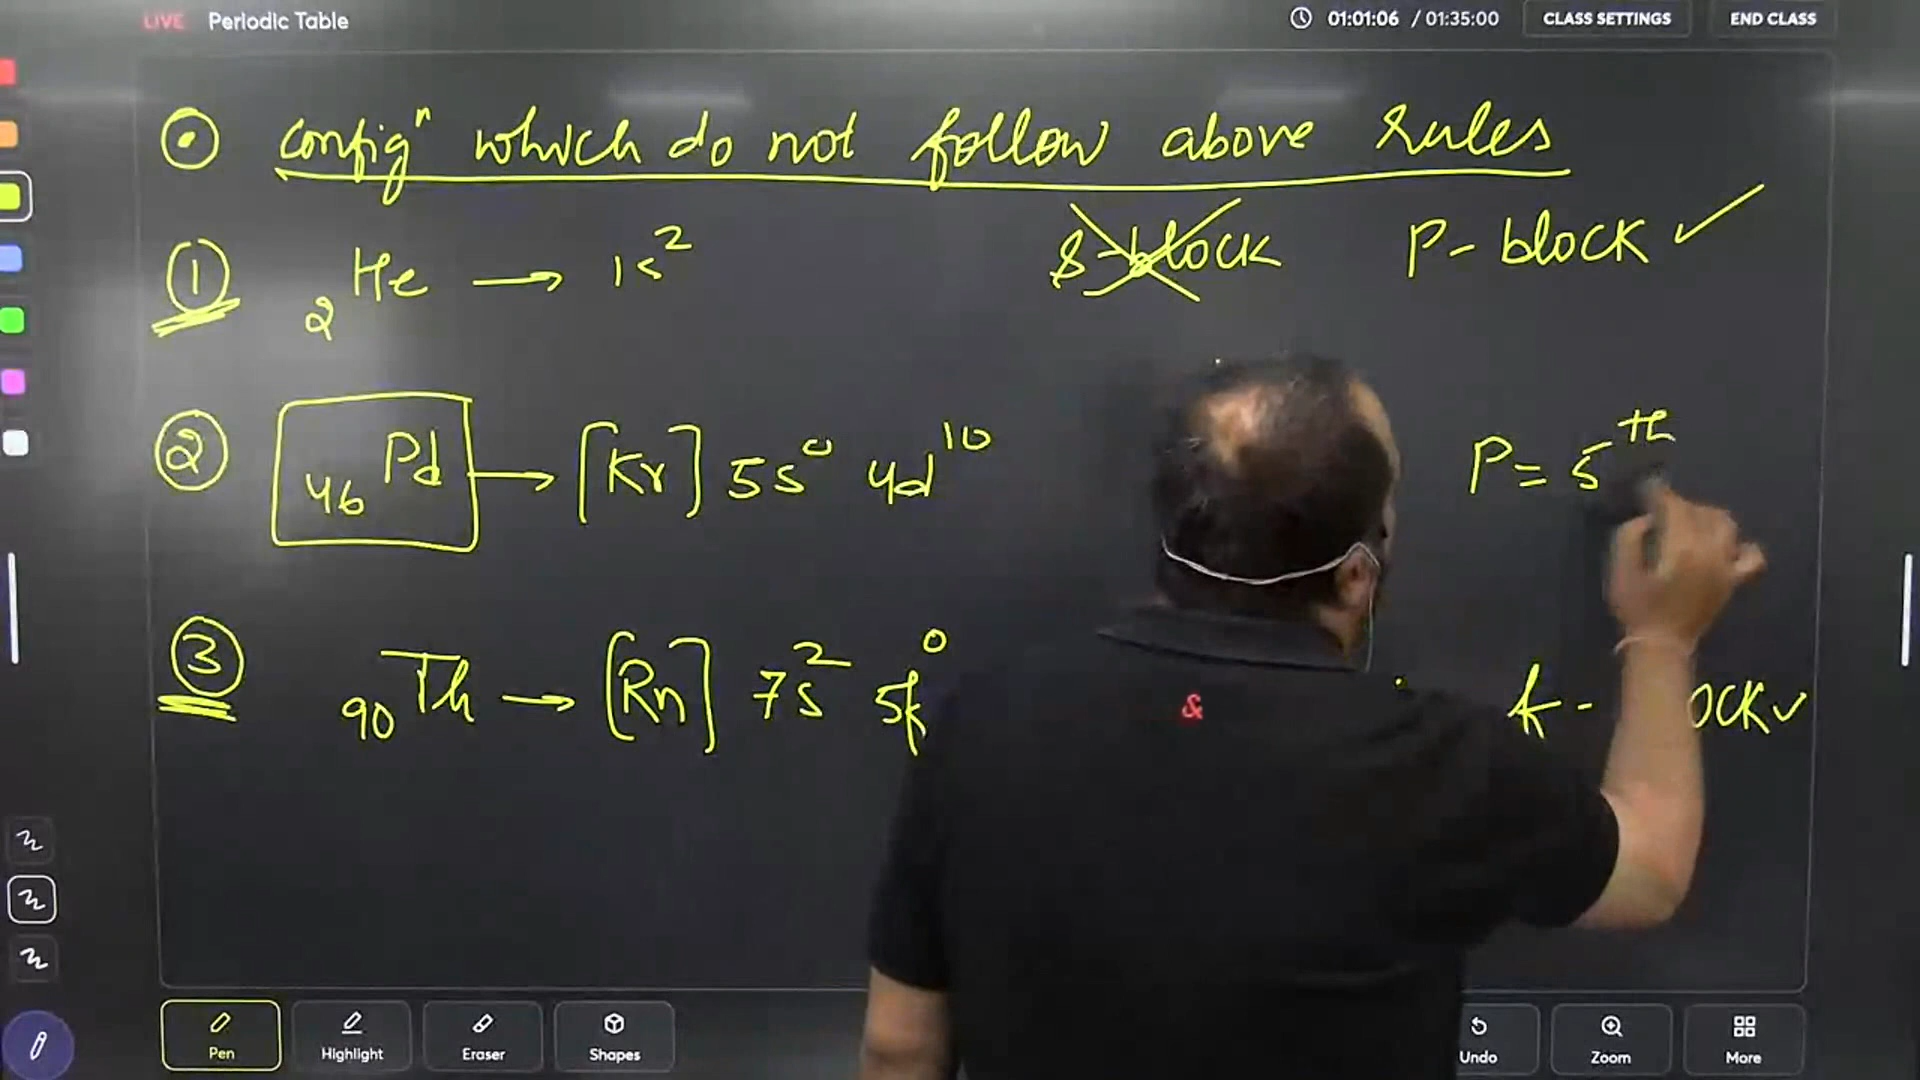 LIVE Periodic Table 01:01:06 / 01:35:00 CLASS SETTINGS END CLASS
configⁿ which do not follow above rules
① ₂He → 1s² s-block P-block ✓
② ₄₆Pd → [Kr] 5s⁰ 4d¹⁰ P = 5th
③ ₉₀Th → [Rn] 7s² 5f⁰ & f - ock ✓
Pen Highlight Eraser Shapes Undo Zoom More